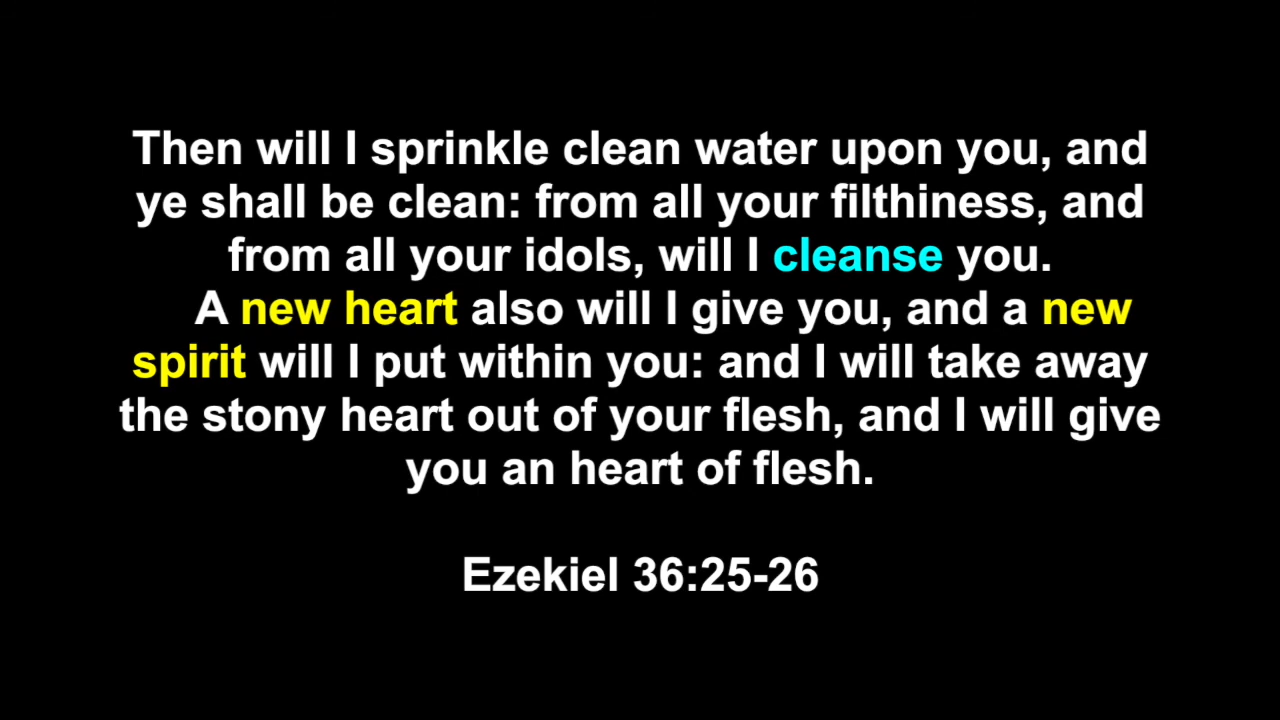 Then will I sprinkle clean water upon you, and
ye shall be clean: from all your filthiness, and
from all your idols, will I cleanse you.
A new heart also will I give you, and a new
spirit will I put within you: and I will take away
the stony heart out of your flesh, and I will give
you an heart of flesh.
Ezekiel 36:25-26